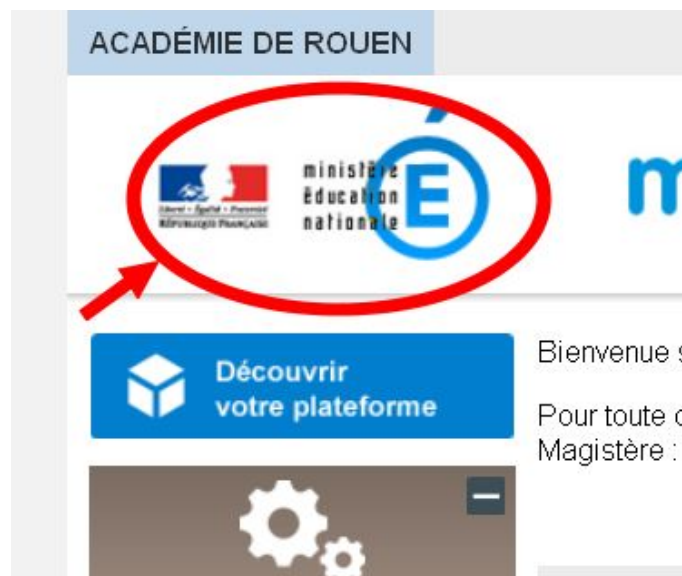 ACADÉMIE DE ROUEN
ministère
éducation
nationale
É
m
Liberté • Égalité • Fraternité
RÉPUBLIQUE FRANÇAISE
Découvrir
votre plateforme
Bienvenue s
Pour toute
Magistère :